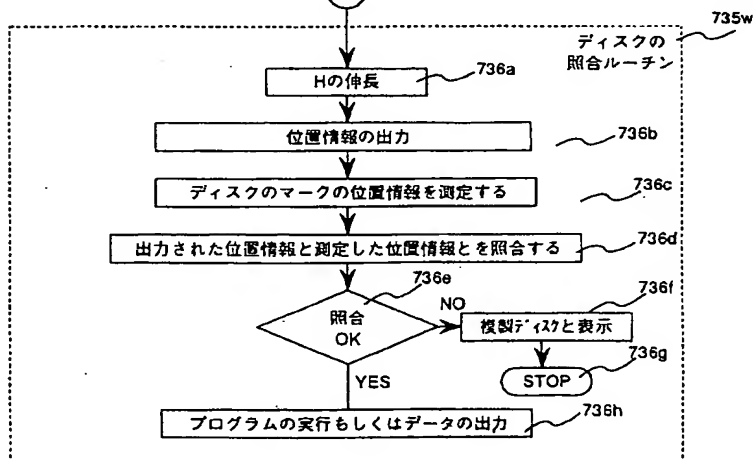 735w
ディスクの
照合ルーチン
Hの伸長
736a
位置情報の出力
736b
ディスクのマークの位置情報を測定する
736c
出力された位置情報と測定した位置情報とを照合する
736d
736e
照合
OK
NO
736f
複製ディスクと表示
YES
STOP
736g
プログラムの実行もしくはデータの出力
736h